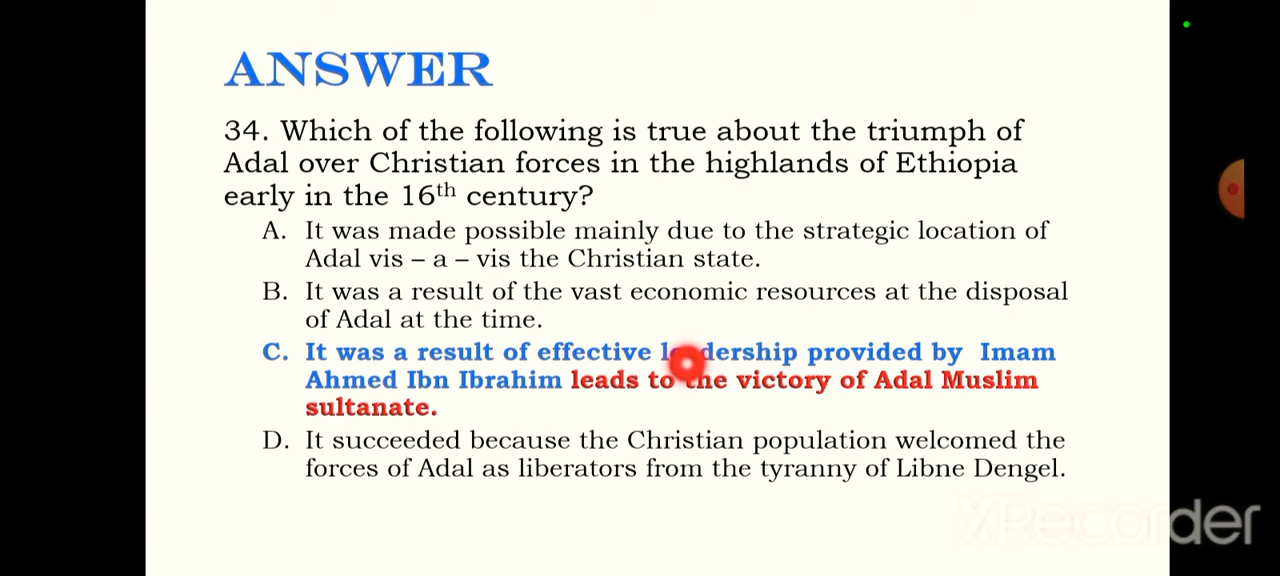 ANSWER
34. Which of the following is true about the triumph of
Adal over Christian forces in the highlands of Ethiopia
early in the 16th century?
A. It was made possible mainly due to the strategic location of
Adal vis – a – vis the Christian state.
B. It was a result of the vast economic resources at the disposal
of Adal at the time.
C. It was a result of effective leadership provided by Imam
Ahmed Ibn Ibrahim leads to the victory of Adal Muslim
sultanate.
D. It succeeded because the Christian population welcomed the
forces of Adal as liberators from the tyranny of Libne Dengel.
XRecorder